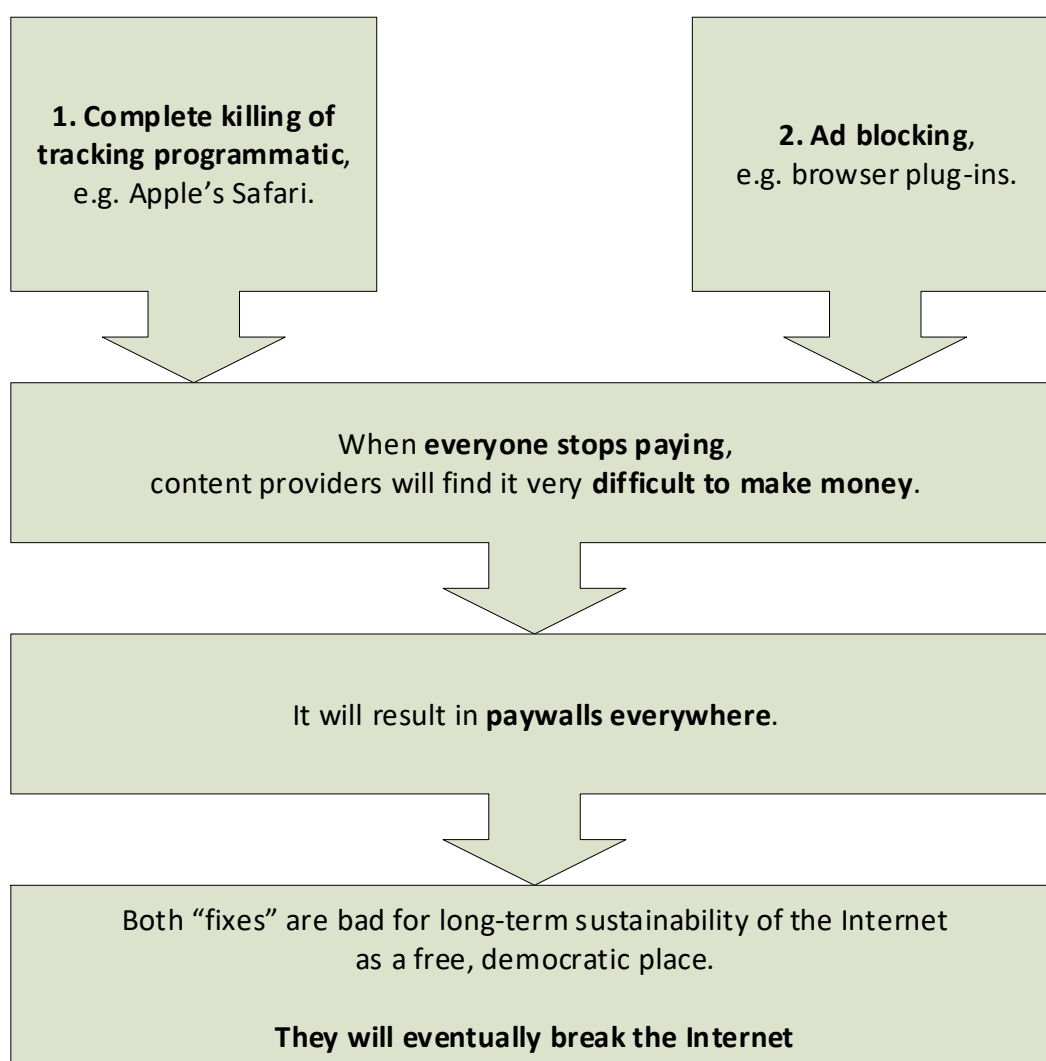 1. Complete killing of
tracking programmatic,
e.g. Apple’s Safari.
2. Ad blocking,
e.g. browser plug-ins.
When everyone stops paying,
content providers will find it very difficult to make money.
It will result in paywalls everywhere.
Both “fixes” are bad for long-term sustainability of the Internet
as a free, democratic place.
They will eventually break the Internet